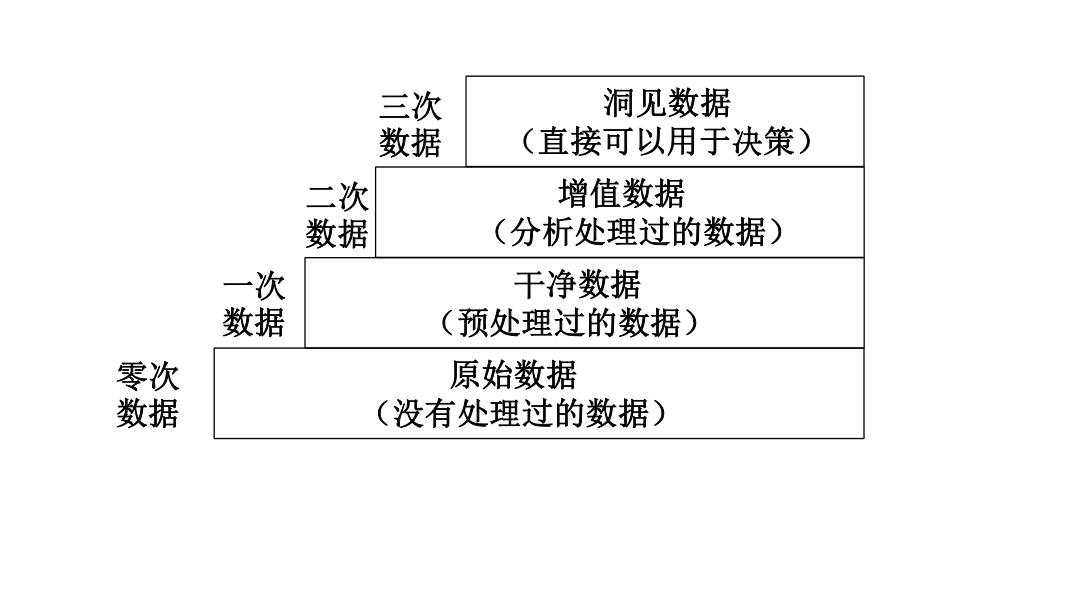 三次
数据
洞见数据
（直接可以用于决策）
二次
数据
增值数据
（分析处理过的数据）
一次
数据
干净数据
（预处理过的数据）
零次
数据
原始数据
（没有处理过的数据）